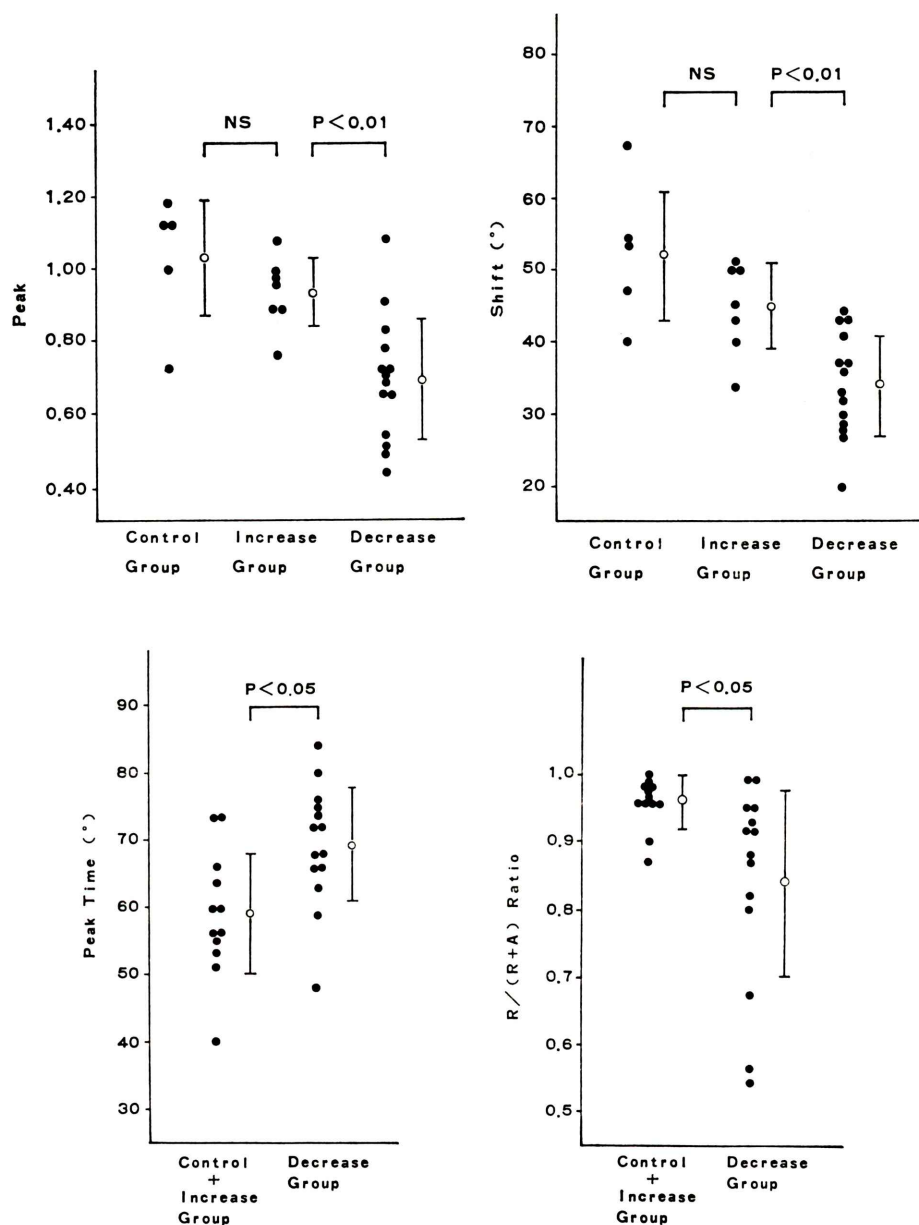 NS
P<0.01
Peak
1.40
1.20
1.00
0.80
0.60
0.40
Control
Group
Increase
Group
Decrease
Group
NS
P<0.01
Shift (°)
80
70
60
50
40
30
20
Control
Group
Increase
Group
Decrease
Group
P<0.05
Peak Time (°)
90
80
70
60
50
40
30
Control
+
Increase
Group
Decrease
Group
P<0.05
R/(R+A) Ratio
1.0
0.9
0.8
0.7
0.6
0.5
Control
+
Increase
Group
Decrease
Group